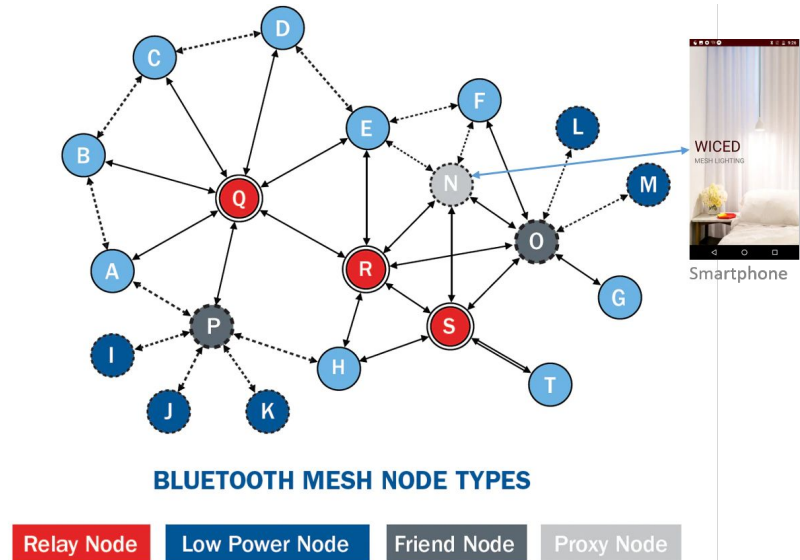 D
C
F
E
L
B
WICED
MESH LIGHTING
N
M
Q
O
A
R
Smartphone
G
P
S
I
H
T
J
K
BLUETOOTH MESH NODE TYPES
Relay Node
Low Power Node
Friend Node
Proxy Node